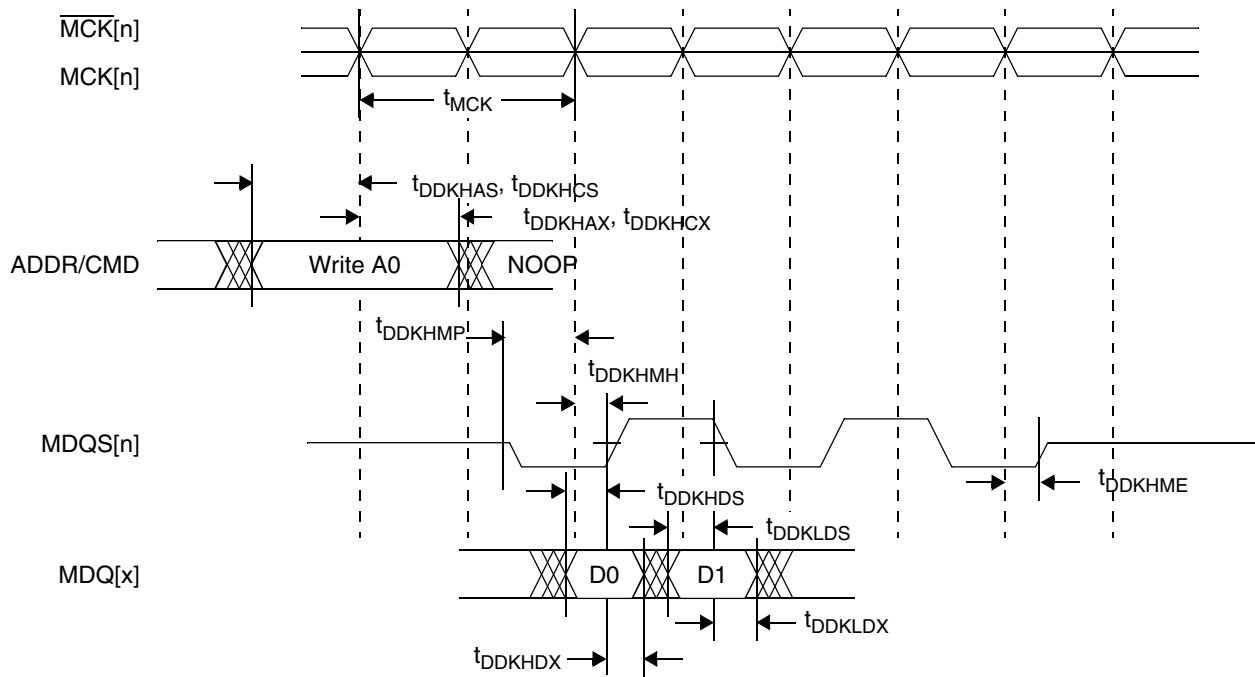 MCK[n]
MCK[n]
tMCK
tDDKHAS, tDDKHCS
tDDKHAX, tDDKHCX
ADDR/CMD
Write A0
NOOP
tDDKHMP
tDDKHMH
MDQS[n]
tDDKHDS
tDDKHME
tDDKLDS
MDQ[x]
D0
D1
tDDKLDX
tDDKHDX